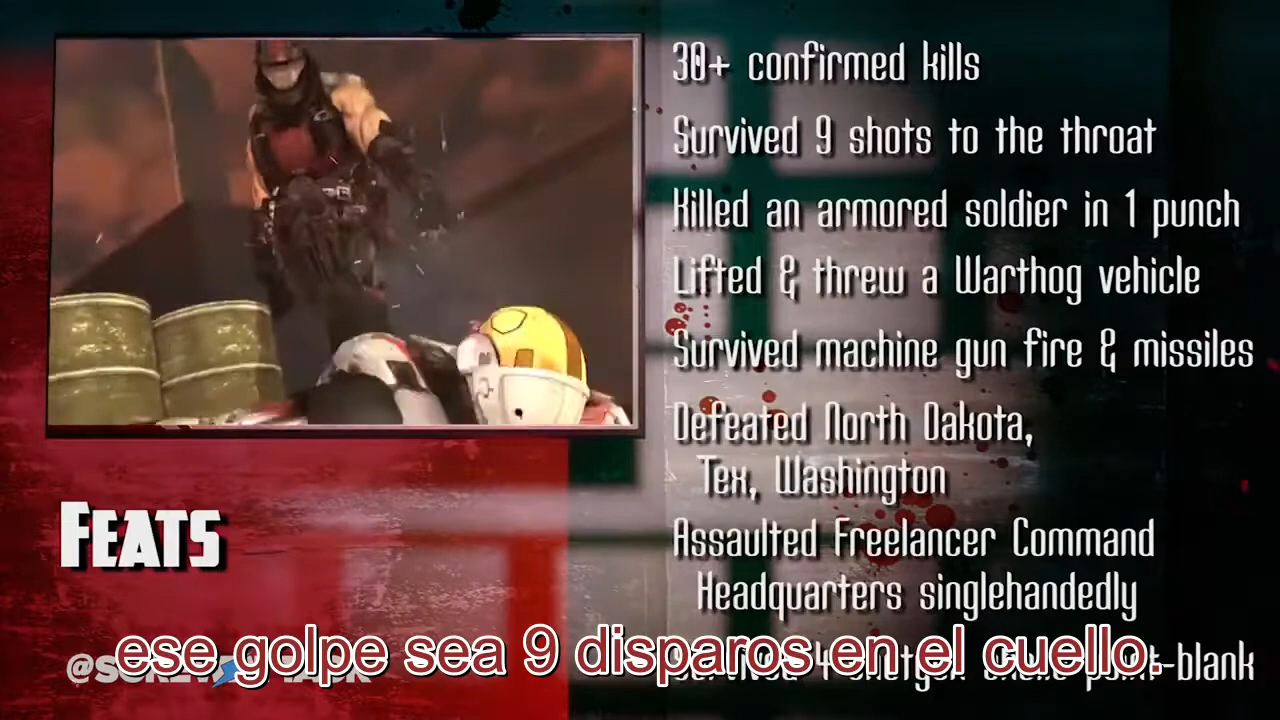 30+ confirmed kills
Survived 9 shots to the throat
Killed an armored soldier in 1 punch
Lifted & threw a Warthog vehicle
Survived machine gun fire & missiles
Defeated North Dakota,
Tex, Washington
Assaulted Freelancer Command
Headquarters singlehandedly
Survived 4 point-blank
FEATS
ese golpe sea 9 disparos en el cuello.